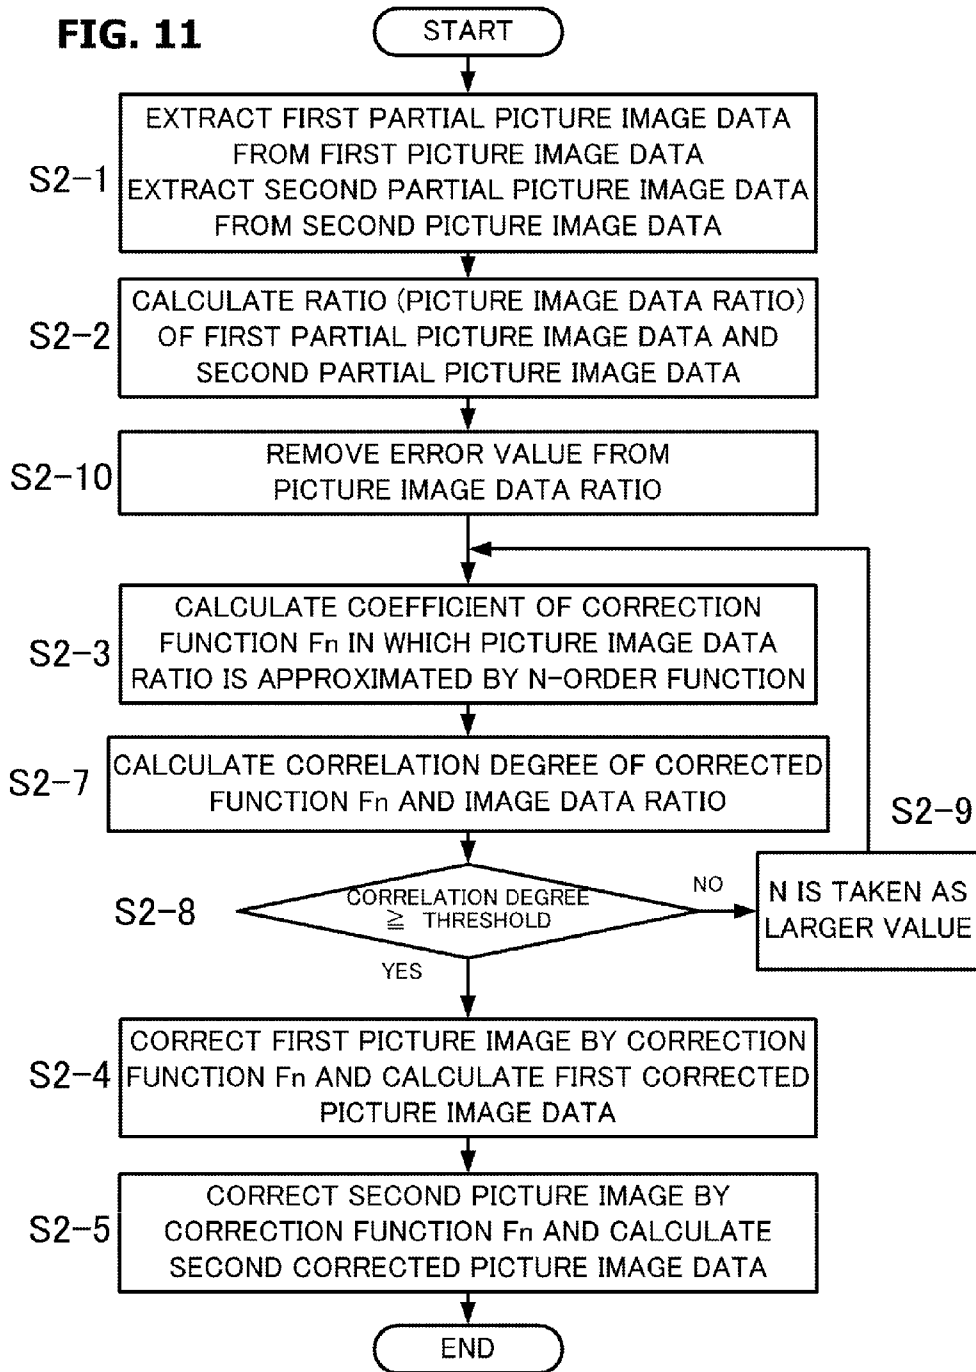 FIG. 11
START
S2-1
EXTRACT FIRST PARTIAL PICTURE IMAGE DATA
FROM FIRST PICTURE IMAGE DATA
EXTRACT SECOND PARTIAL PICTURE IMAGE DATA
FROM SECOND PICTURE IMAGE DATA
S2-2
CALCULATE RATIO (PICTURE IMAGE DATA RATIO)
OF FIRST PARTIAL PICTURE IMAGE DATA AND
SECOND PARTIAL PICTURE IMAGE DATA
S2-10
REMOVE ERROR VALUE FROM
PICTURE IMAGE DATA RATIO
S2-3
CALCULATE COEFFICIENT OF CORRECTION
FUNCTION Fn IN WHICH PICTURE IMAGE DATA
RATIO IS APPROXIMATED BY N-ORDER FUNCTION
S2-7
CALCULATE CORRELATION DEGREE OF CORRECTED
FUNCTION Fn AND IMAGE DATA RATIO
S2-8
CORRELATION DEGREE
≧ THRESHOLD
NO
YES
S2-9
N IS TAKEN AS
LARGER VALUE
S2-4
CORRECT FIRST PICTURE IMAGE BY CORRECTION
FUNCTION Fn AND CALCULATE FIRST CORRECTED
PICTURE IMAGE DATA
S2-5
CORRECT SECOND PICTURE IMAGE BY
CORRECTION FUNCTION Fn AND CALCULATE
SECOND CORRECTED PICTURE IMAGE DATA
END